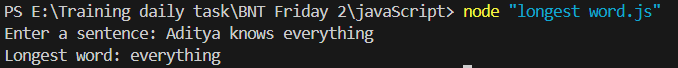 PS E:\Training daily task\BNT Friday 2\javaScript> node "longest word.js"
Enter a sentence: Aditya knows everything
Longest word: everything